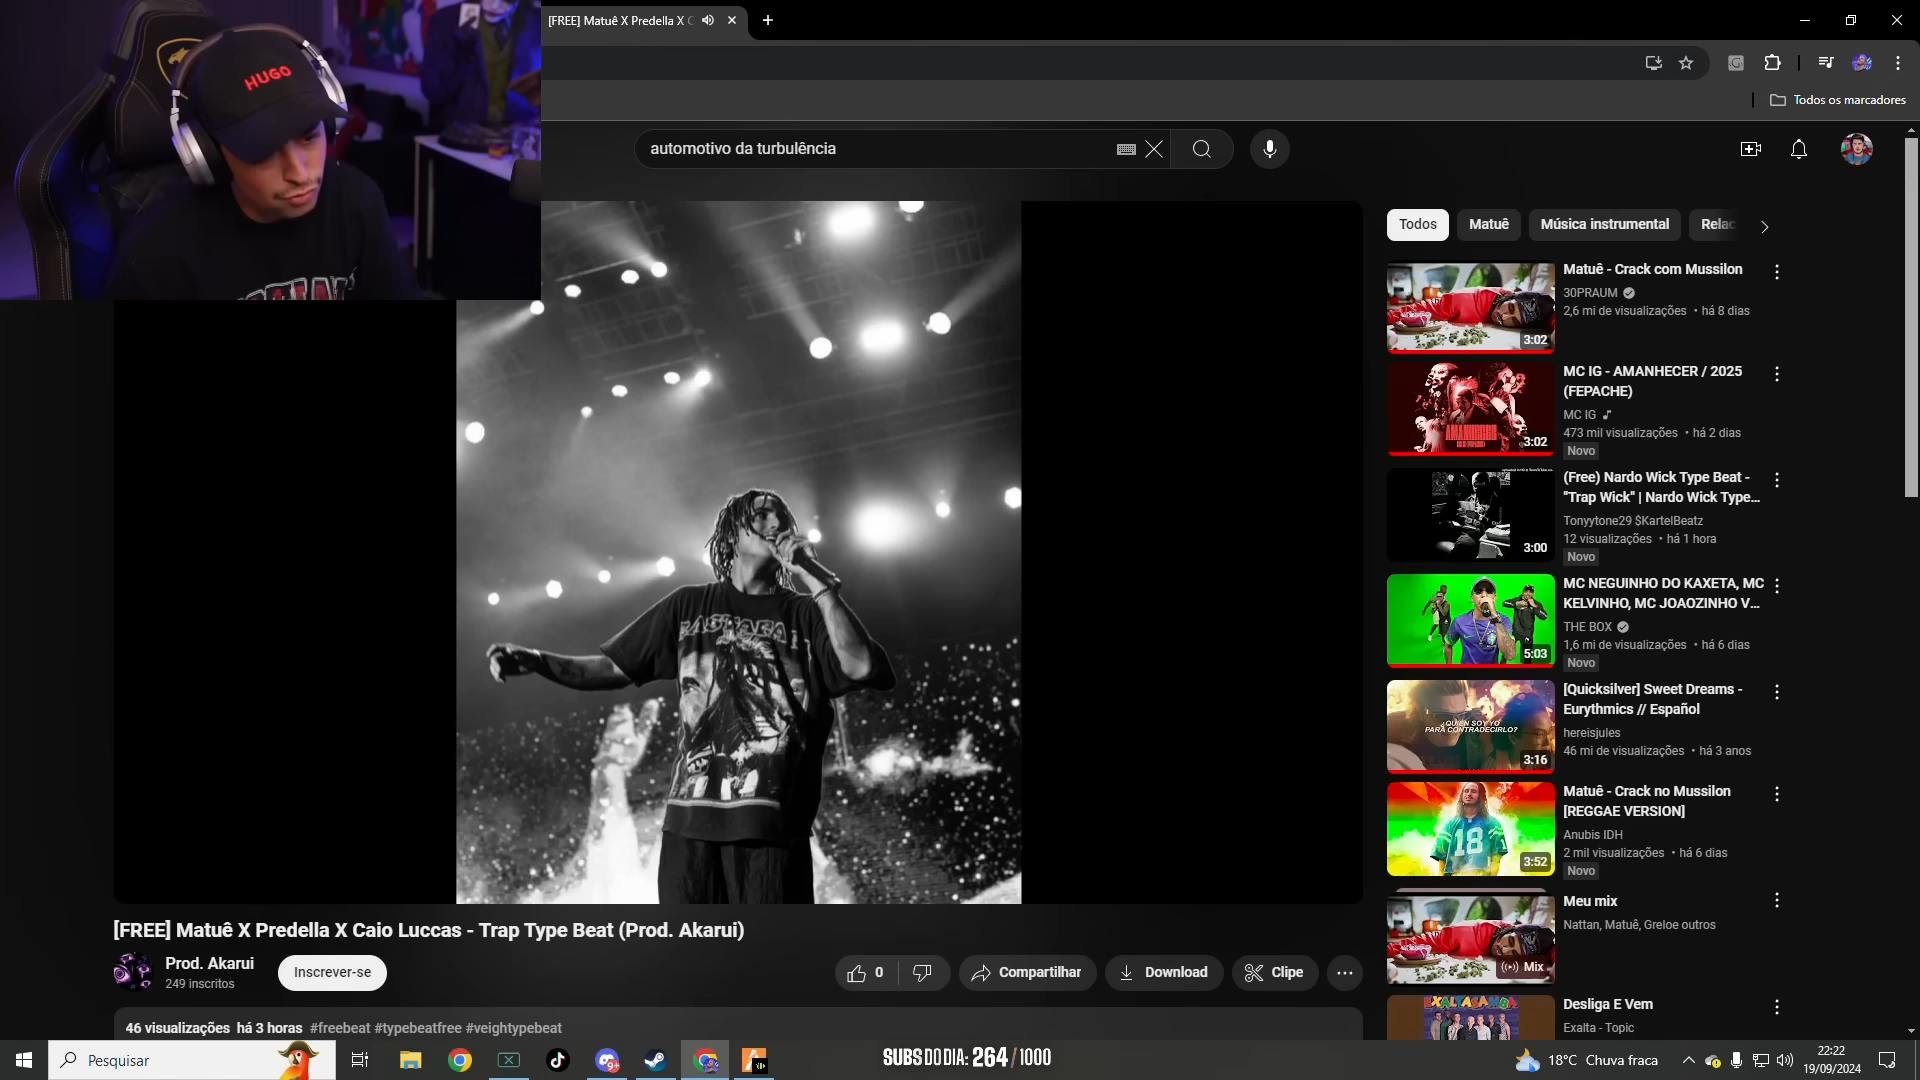 [FREE] Matuê X Predella X C
HUGO
Todos os marcadores
automotivo da turbulência
Todos
Matuê
Música instrumental
Relac
Matuê - Crack com Mussilon
30PRAUM
2,6 mi de visualizações • há 8 dias
3:02
MC IG - AMANHECER / 2025
(FEPACHE)
MC IG
473 mil visualizações • há 2 dias
Novo
AMANHECER
3:02
(Free) Nardo Wick Type Beat -
"Trap Wick" | Nardo Wick Type...
Tonyytone29 $KartelBeatz
12 visualizações • há 1 hora
Novo
3:00
MC NEGUINHO DO KAXETA, MC
KELVINHO, MC JOAOZINHO V...
THE BOX
1,6 mi de visualizações • há 6 dias
Novo
5:03
[Quicksilver] Sweet Dreams -
Eurythmics // Español
hereisjules
46 mi de visualizações • há 3 anos
¿QUIEN SOY YO
PARA CONTRADECIRLO?
3:16
Matuê - Crack no Mussilon
[REGGAE VERSION]
Anubis IDH
2 mil visualizações • há 6 dias
Novo
18
3:52
Meu mix
Nattan, Matuê, Greloe outros
Mix
Desliga E Vem
Exalta - Topic
EXALTASAMBA
[FREE] Matuê X Predella X Caio Luccas - Trap Type Beat (Prod. Akarui)
Prod. Akarui
249 inscritos
Inscrever-se
0
Compartilhar
Download
Clipe
46 visualizações há 3 horas #freebeat #typebeatfree #veightypebeat
Pesquisar
9+
SUBS DO DIA: 264/1000
18°C Chuva fraca
22:22
19/09/2024